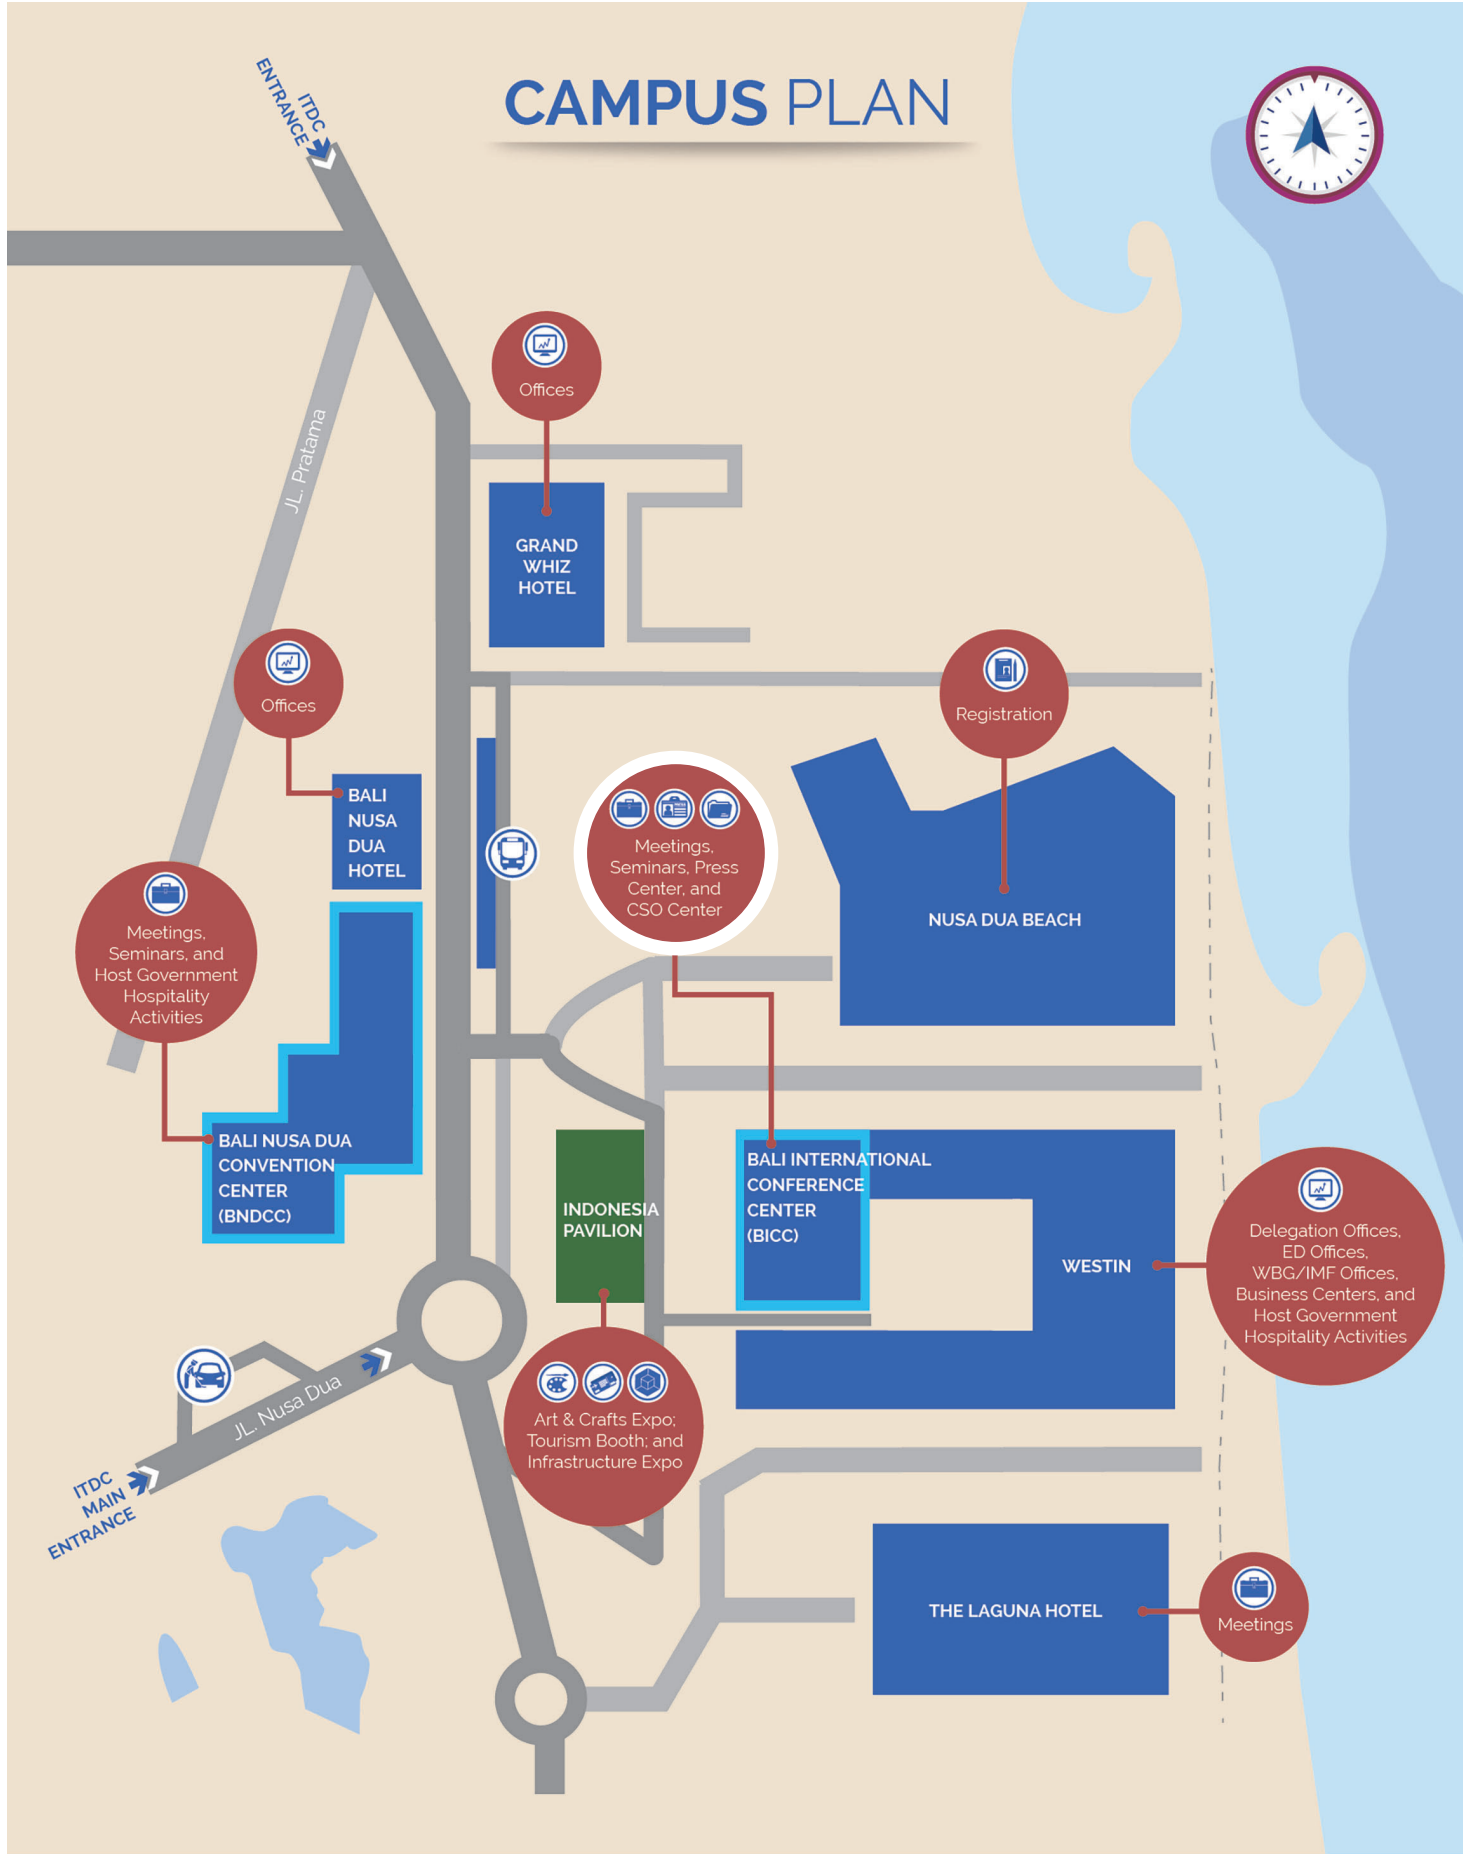 CAMPUS PLAN
ITDC
ENTRANCE
Offices
JL. Pratama
GRAND
WHIZ
HOTEL
Offices
Registration
BALI
NUSA
DUA
HOTEL
Meetings,
Seminars, Press
Center, and
CSO Center
Meetings,
Seminars, and
Host Government
Hospitality
Activities
NUSA DUA BEACH
BALI NUSA DUA
CONVENTION
CENTER
(BNDCC)
INDONESIA
PAVILION
BALI INTERNATIONAL
CONFERENCE
CENTER
(BICC)
WESTIN
Delegation Offices,
ED Offices,
WBG/IMF Offices,
Business Centers, and
Host Government
Hospitality Activities
JL. Nusa Dua
Art & Crafts Expo;
Tourism Booth; and
Infrastructure Expo
ITDC
MAIN
ENTRANCE
THE LAGUNA HOTEL
Meetings